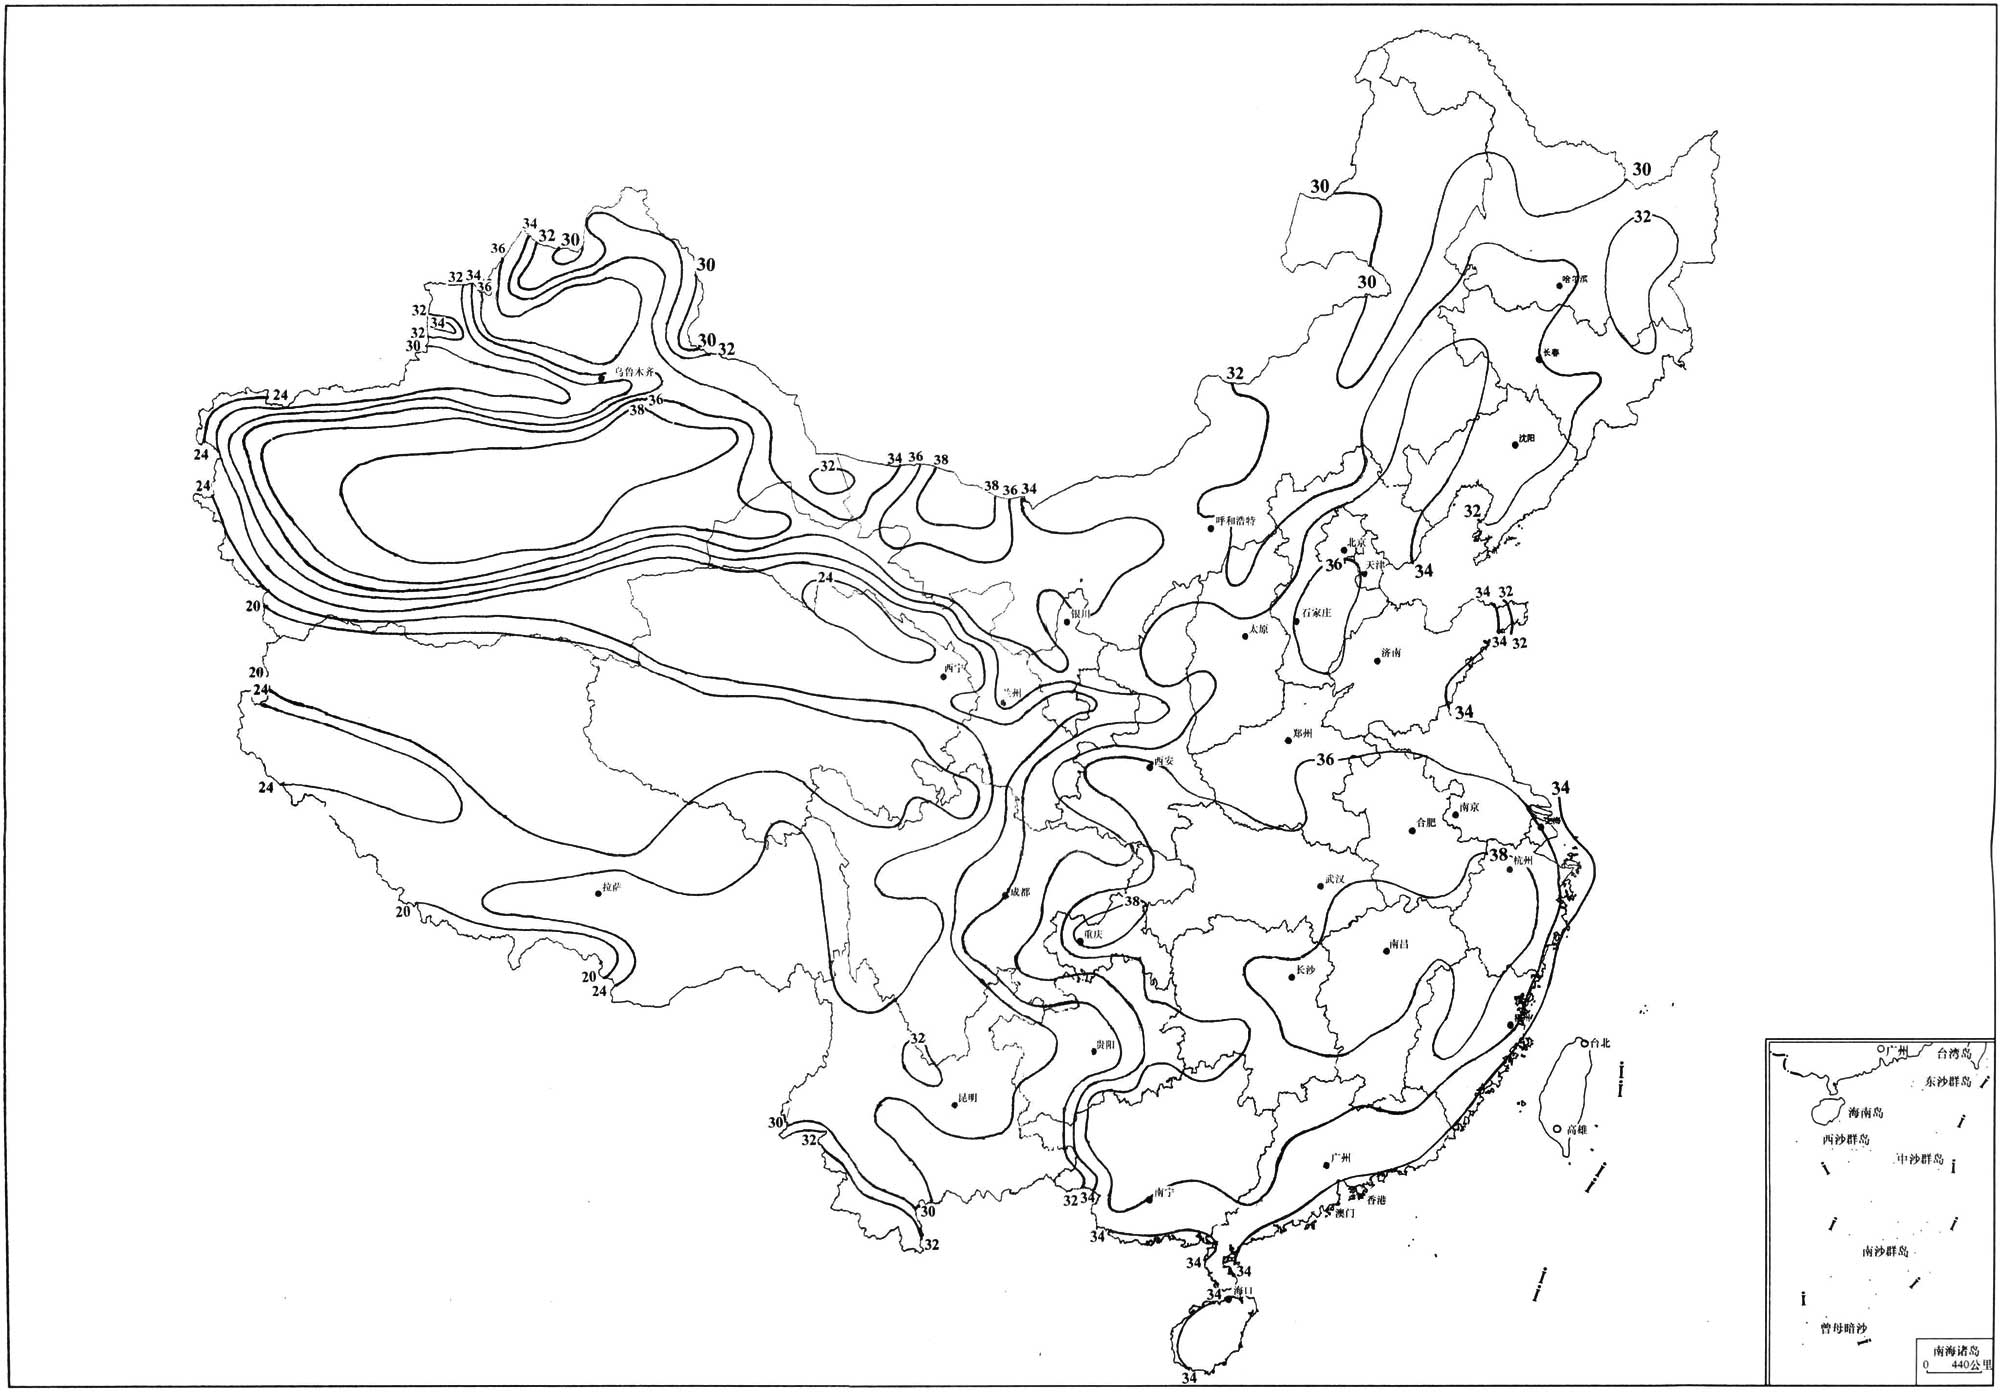 30
30
32
34
32
30
36
30
32
34
36
30
32
34
哈尔滨
32
30
30
32
长春
乌鲁木齐
32
24
36
38
沈阳
24
34
36
38
32
24
38
36
34
32
呼和浩特
北京
36
天津
34
24
34
32
20
银川
石家庄
太原
34
32
济南
西宁
20
24
兰州
34
郑州
36
西安
24
34
南京
合肥
38
杭州
武汉
拉萨
成都
38
20
重庆
南昌
长沙
20
24
32
贵阳
台北
昆明
30
32
高雄
广州
32
34
南宁
香港
30
澳门
34
32
34
34
34
海口
34
广州
台湾岛
东沙群岛
海南岛
西沙群岛
中沙群岛
南沙群岛
曾母暗沙
南海诸岛
0 440公里